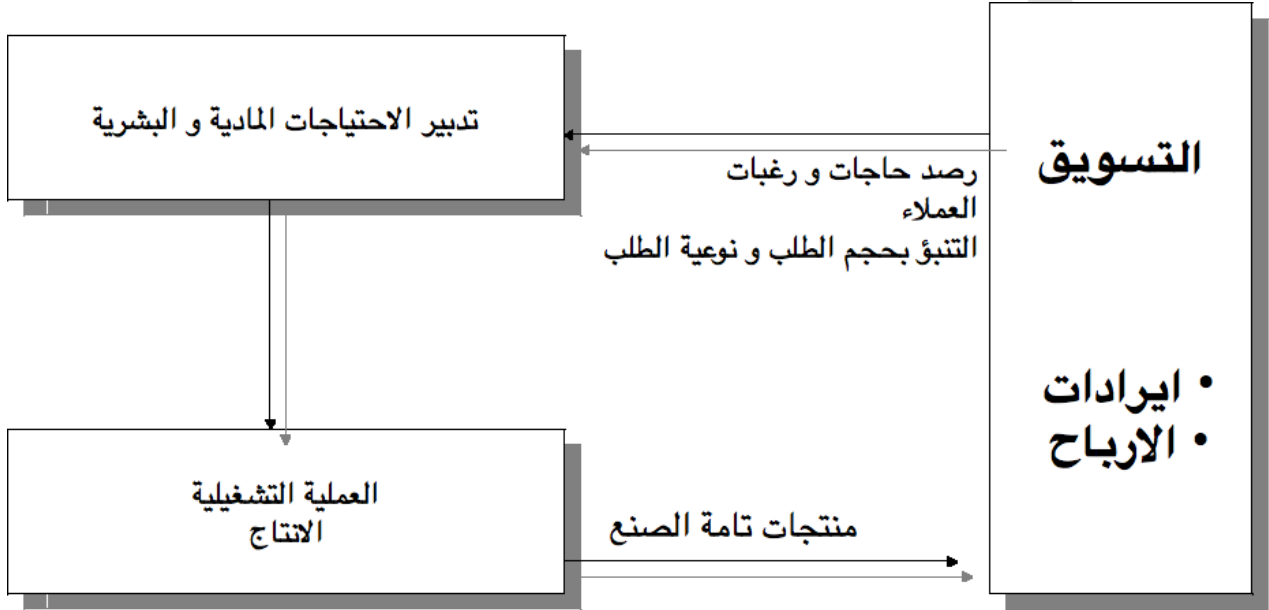 التسويق
• ايرادات
• الارباح
رصد حاجات و رغبات
العملاء
التنبؤ بحجم الطلب و نوعية الطلب
تدبير الاحتياجات المادية و البشرية
العملية التشغيلية
الانتاج
منتجات تامة الصنع